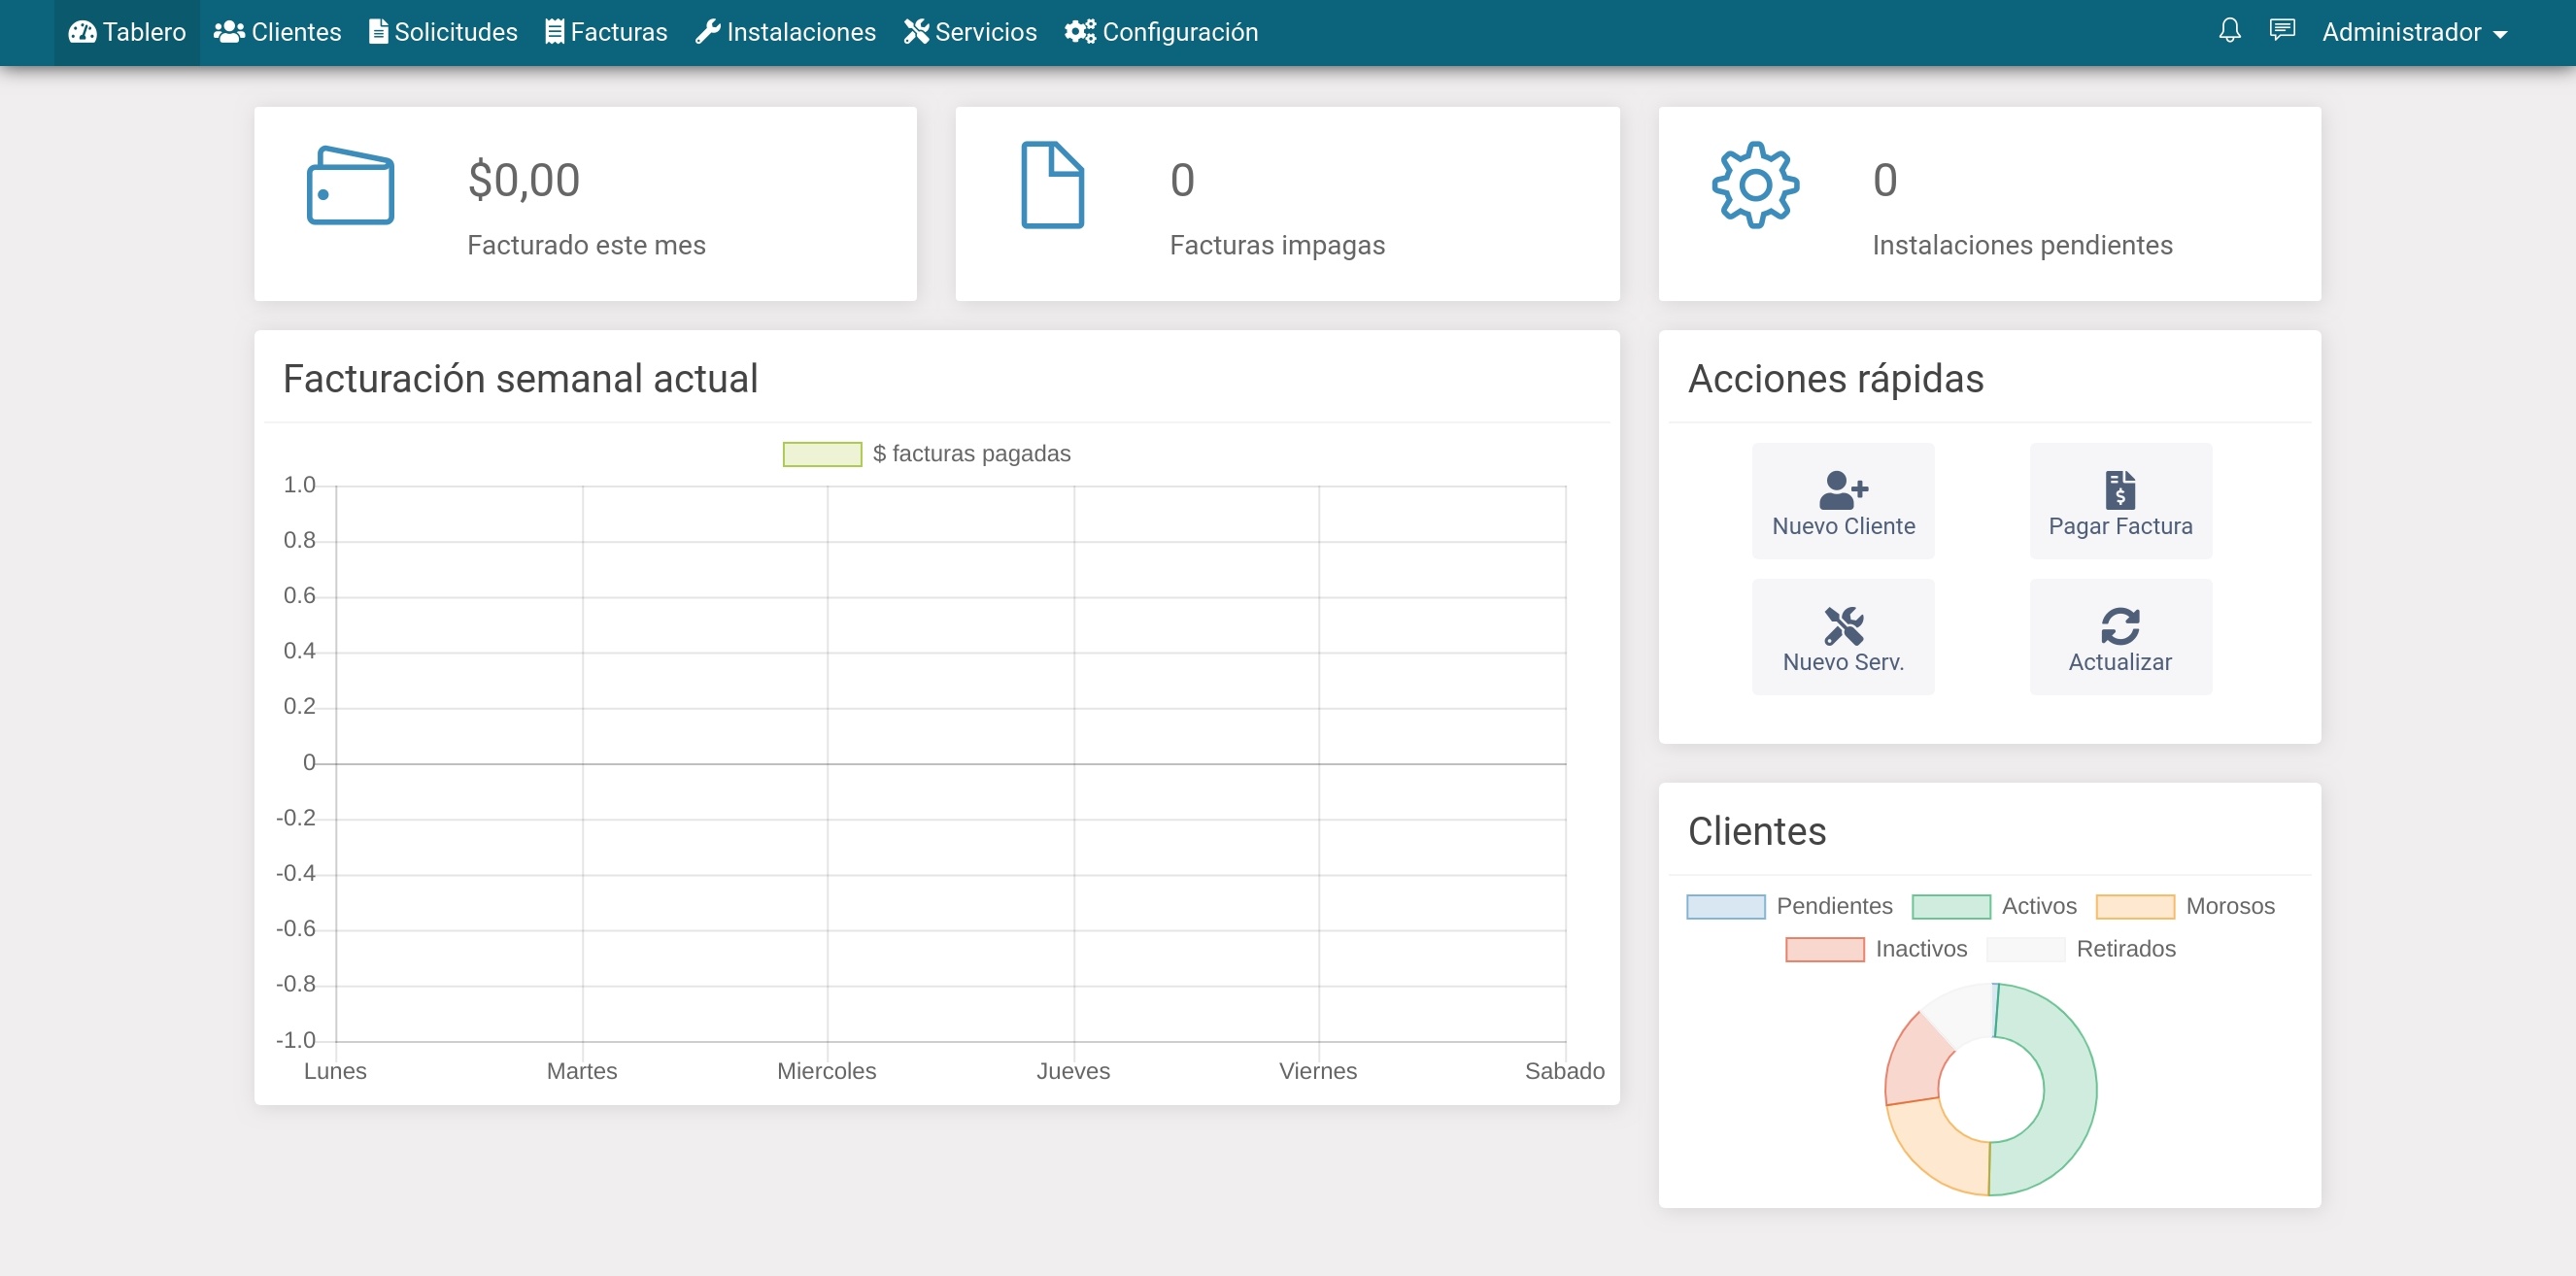 Tablero Clientes Solicitudes Facturas Instalaciones Servicios Configuración Administrador
$0,00
Facturado este mes
0
Facturas impagas
0
Instalaciones pendientes
Facturación semanal actual
$ facturas pagadas
1.0
0.8
0.6
0.4
0.2
0
-0.2
-0.4
-0.6
-0.8
-1.0
Lunes Martes Miercoles Jueves Viernes Sabado
Acciones rápidas
Nuevo Cliente Pagar Factura
Nuevo Serv. Actualizar
Clientes
Pendientes Activos Morosos
Inactivos Retirados